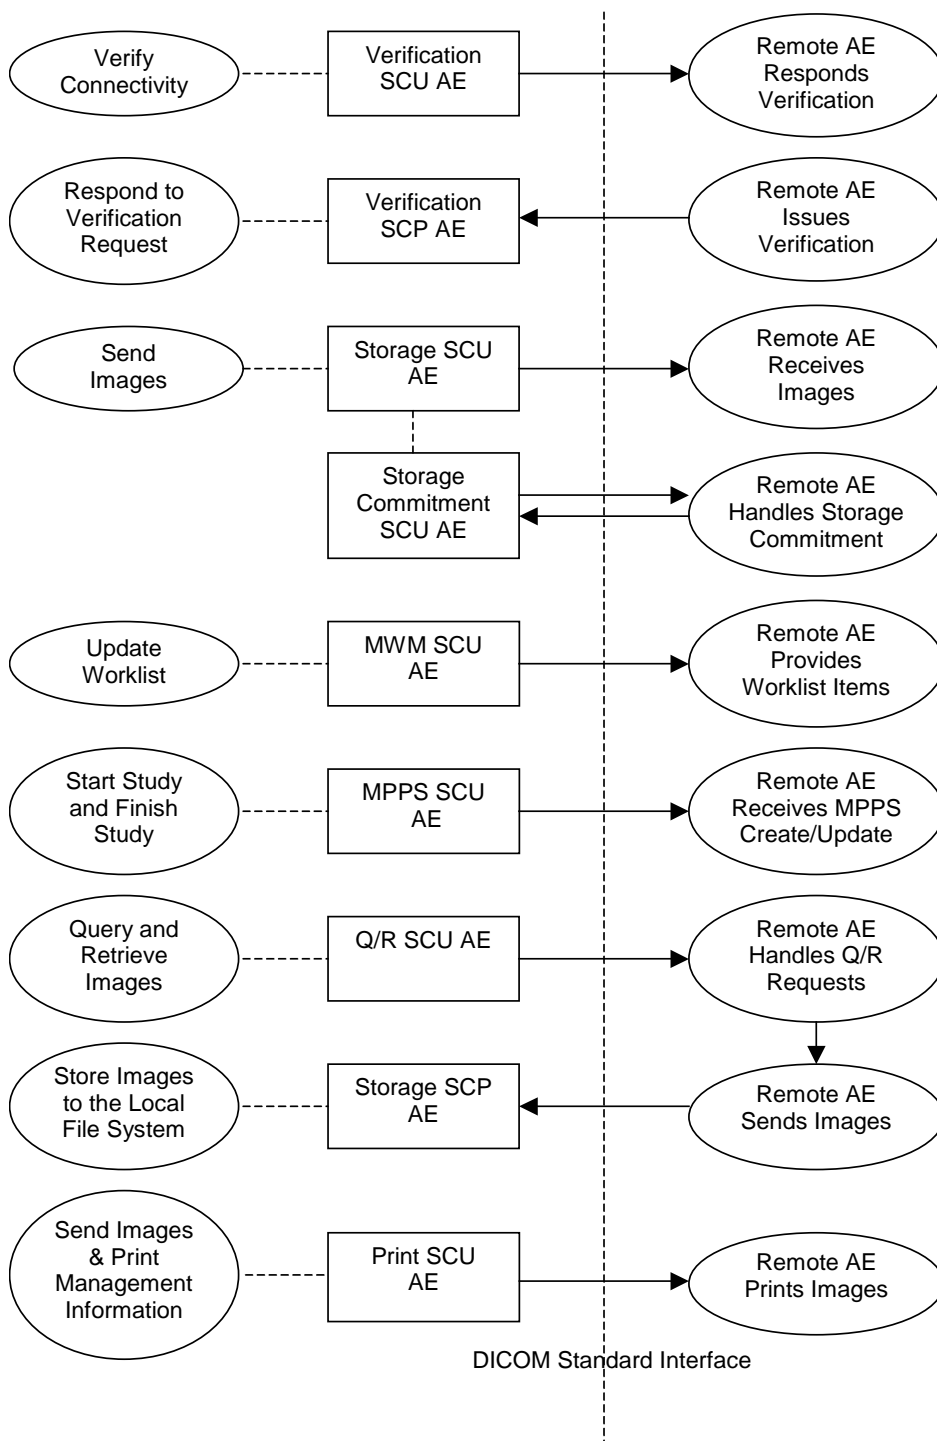 Verify
Connectivity
Verification
SCU AE
Remote AE
Responds
Verification
Respond to
Verification
Request
Verification
SCP AE
Remote AE
Issues
Verification
Send
Images
Storage SCU
AE
Remote AE
Receives
Images
Storage
Commitment
SCU AE
Remote AE
Handles Storage
Commitment
Update
Worklist
MWM SCU
AE
Remote AE
Provides
Worklist Items
Start Study
and Finish
Study
MPPS SCU
AE
Remote AE
Receives MPPS
Create/Update
Query and
Retrieve
Images
Q/R SCU AE
Remote AE
Handles Q/R
Requests
Store Images
to the Local
File System
Storage SCP
AE
Remote AE
Sends Images
Send Images
& Print
Management
Information
Print SCU
AE
Remote AE
Prints Images
DICOM Standard Interface